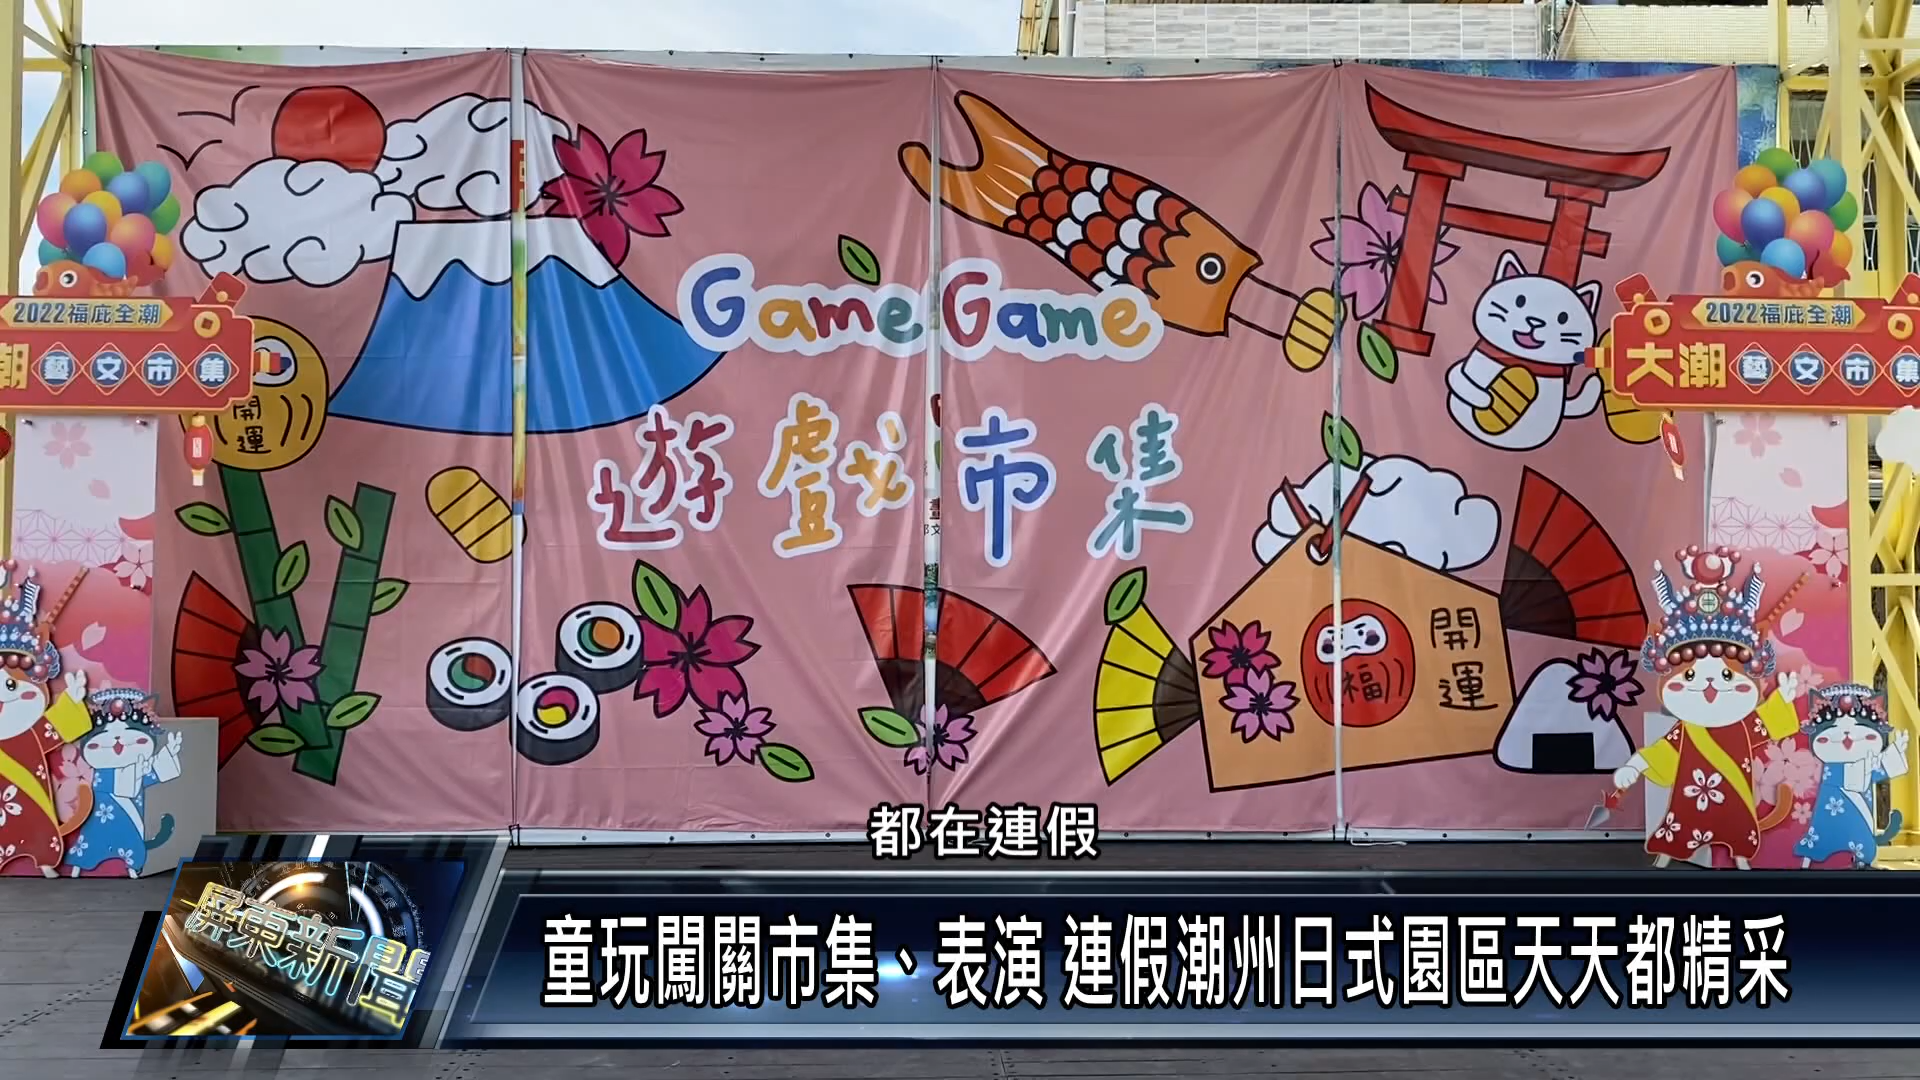 Game Game
遊戲市集
2022福庇全潮
潮藝文市集
開運
2022福庇全潮
大潮藝文市集
福
開運
都在連假
屏東新聞
童玩闖關市集、表演 連假潮州日式園區天天都精采